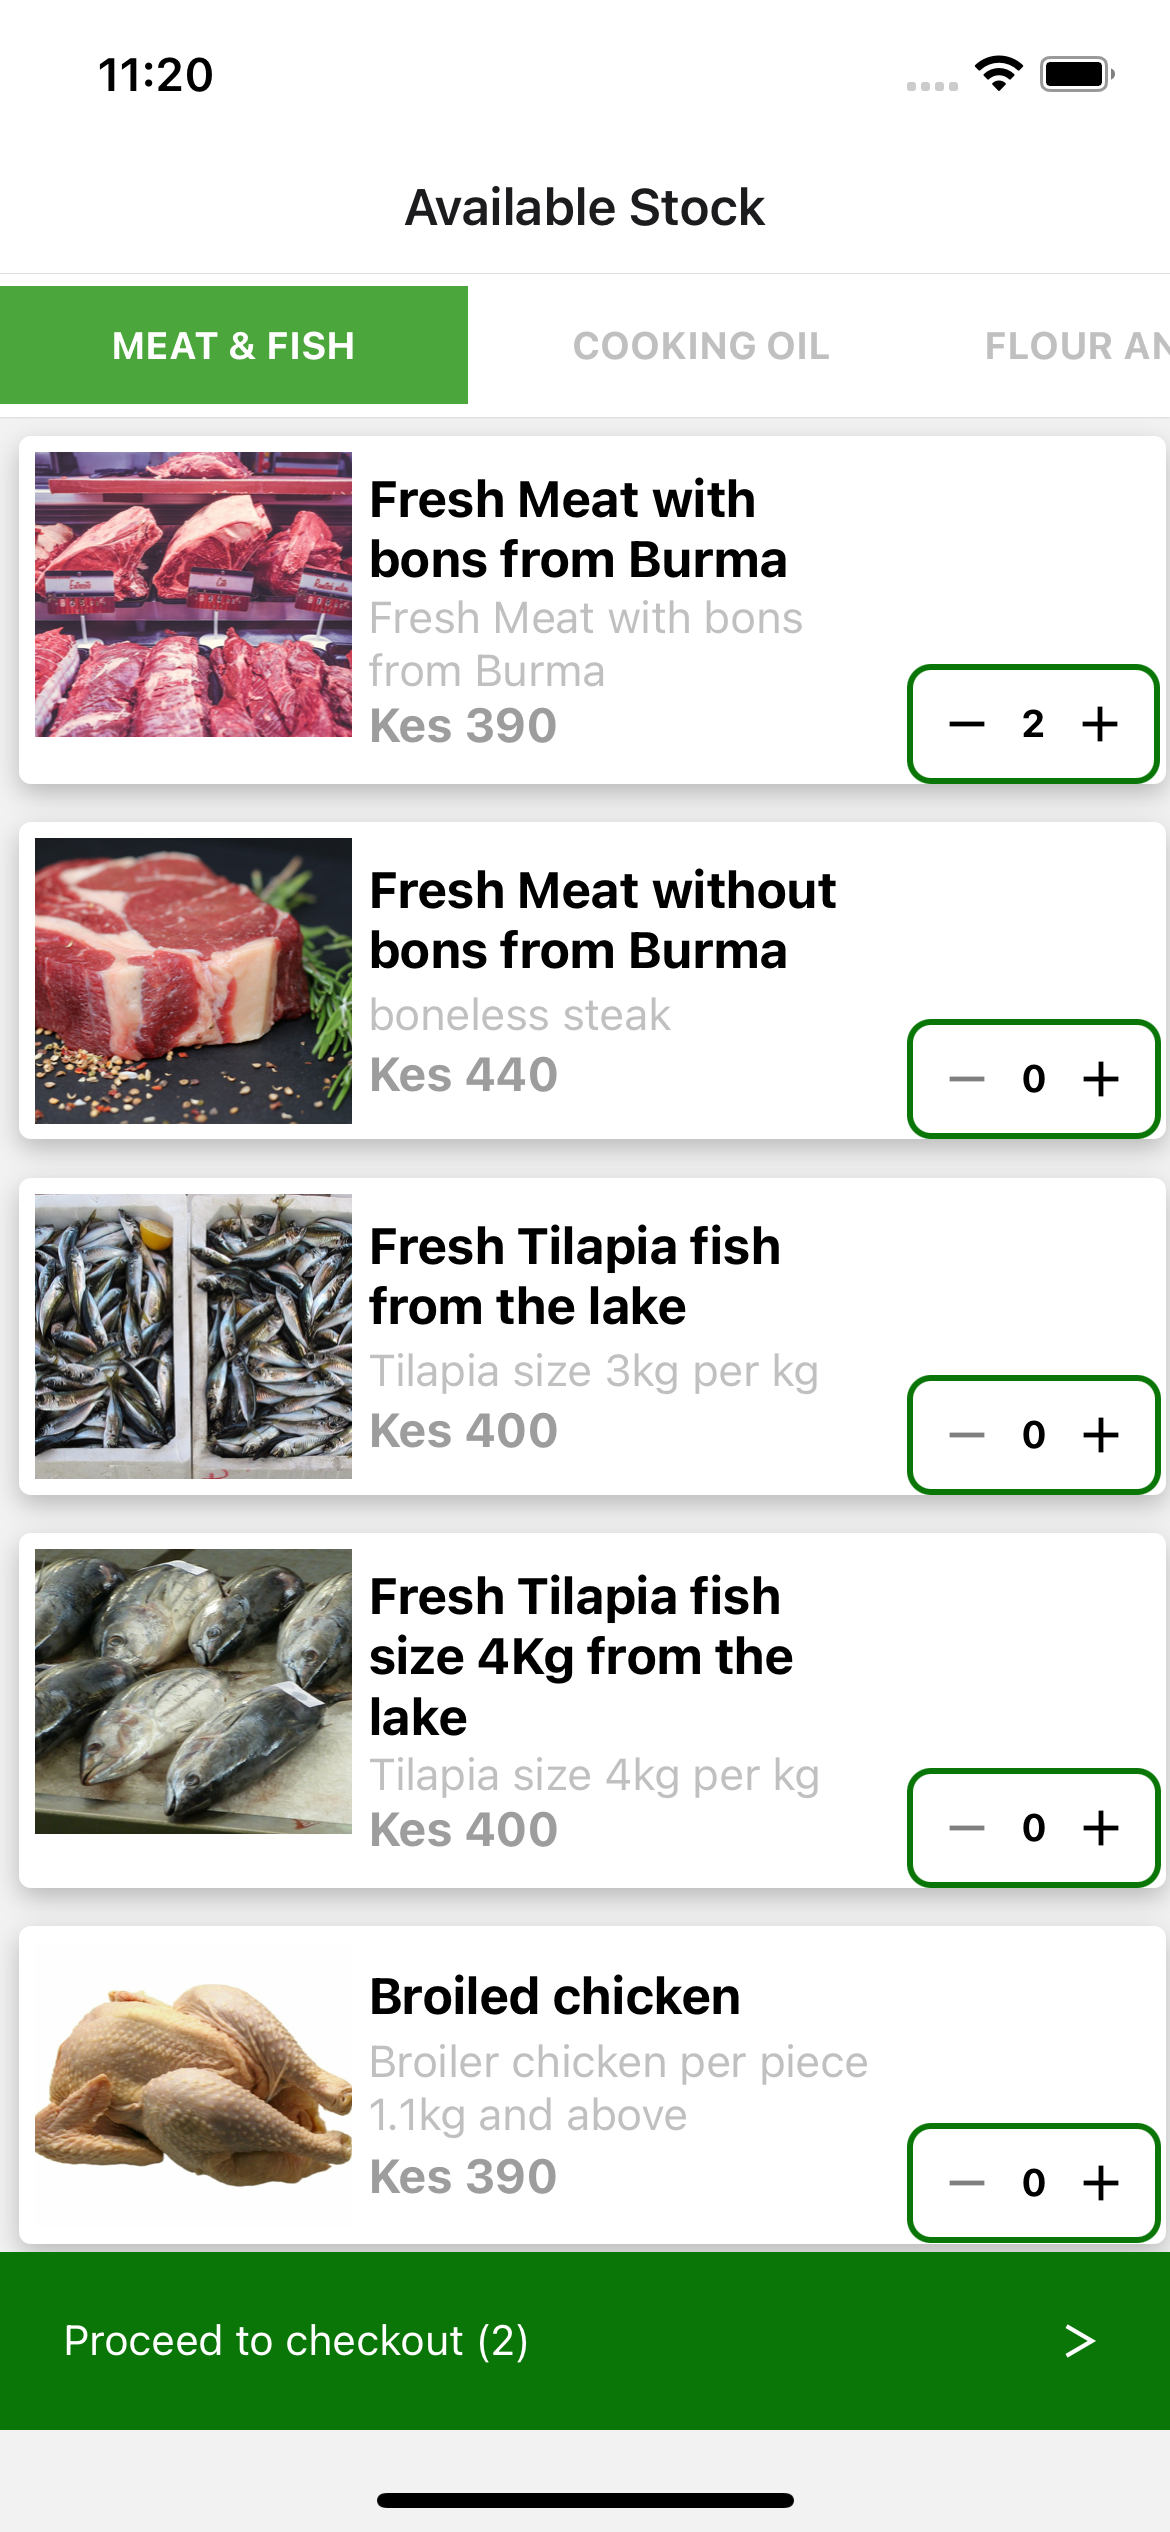 11:20
Available Stock
MEAT & FISH
COOKING OIL
FLOUR AN
Fresh Meat with
bons from Burma
Fresh Meat with bons
from Burma
Kes 390
2
Fresh Meat without
bons from Burma
boneless steak
Kes 440
0
Fresh Tilapia fish
from the lake
Tilapia size 3kg per kg
Kes 400
0
Fresh Tilapia fish
size 4Kg from the
lake
Tilapia size 4kg per kg
Kes 400
0
Broiled chicken
Broiler chicken per piece
1.1kg and above
Kes 390
0
Proceed to checkout (2)